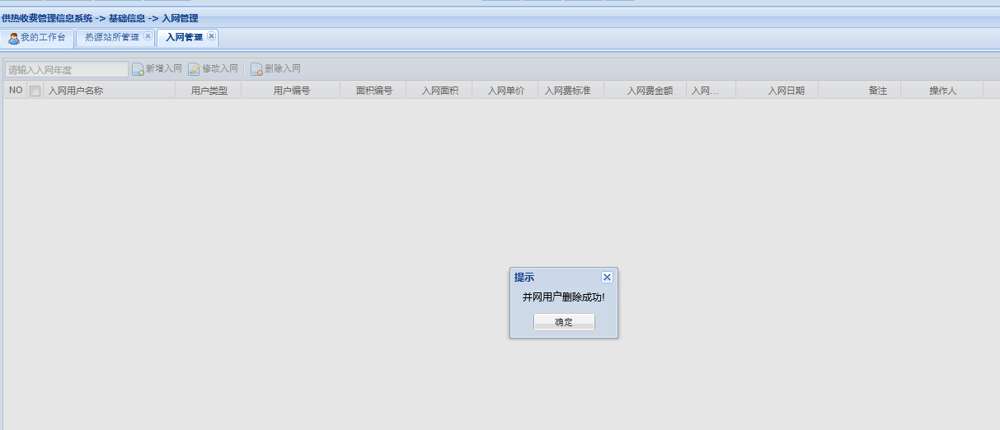 供热收费管理信息系统 -> 基础信息 -> 入网管理
我的工作台 热源站所管理 入网管理
请输入入网年度 新增入网 修改入网 删除入网
NO 入网用户名称 用户类型 用户编号 面积编号 入网面积 入网单价 入网费标准 入网费金额 入网... 入网日期 备注 操作人
提示
并网用户删除成功!
确定